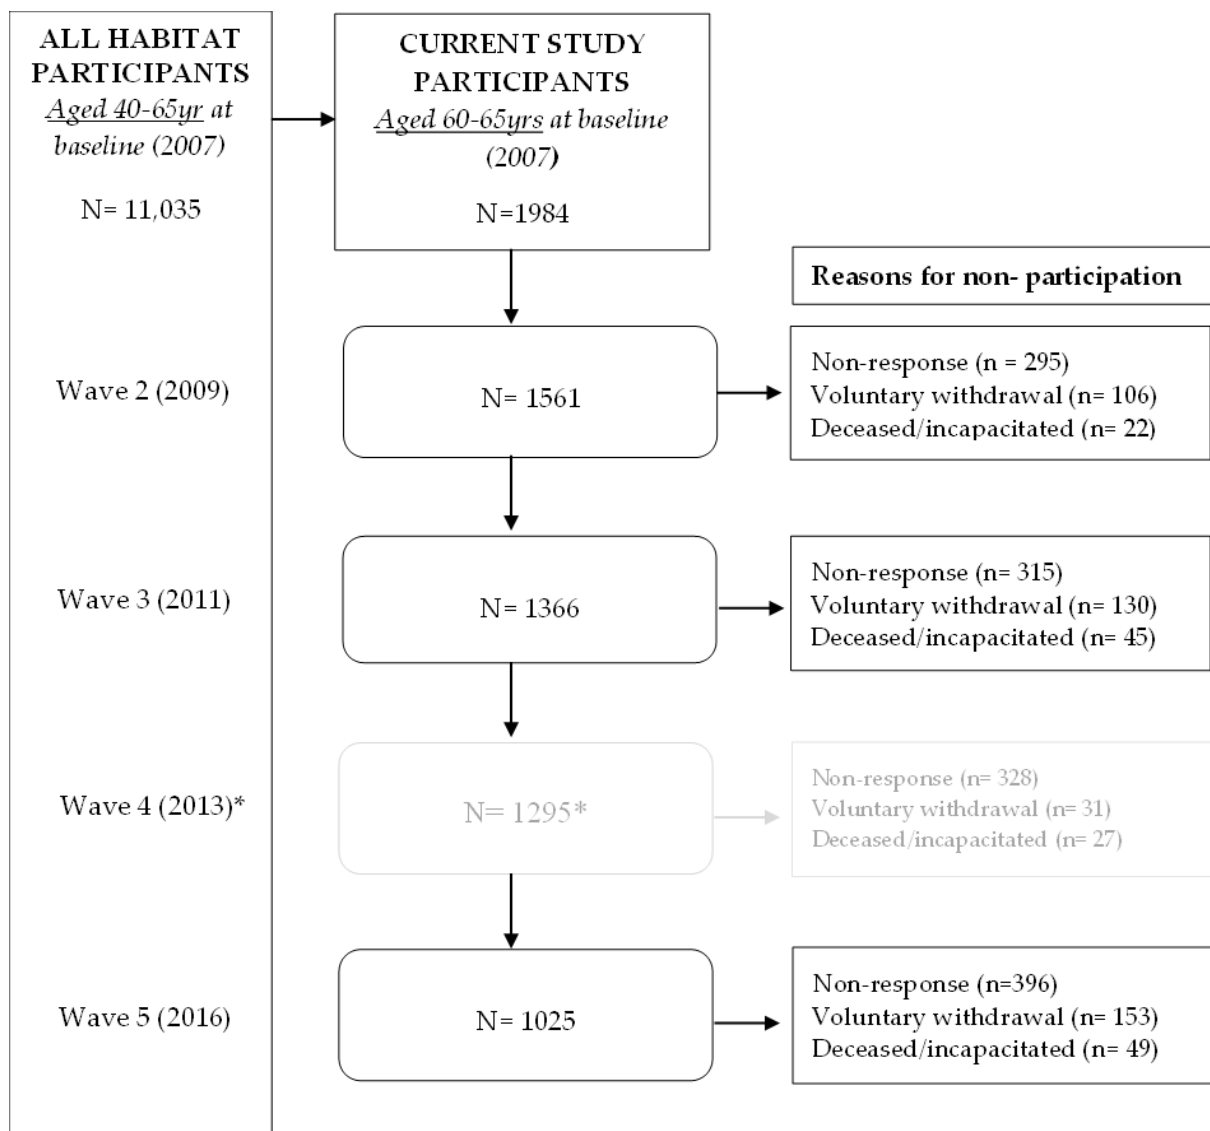 ALL HABITAT
PARTICIPANTS
Aged 40-65yr at
baseline (2007)
N= 11,035
CURRENT STUDY
PARTICIPANTS
Aged 60-65yrs at baseline
(2007)
N=1984
Reasons for non- participation
Wave 2 (2009)
N= 1561
Non-response (n = 295)
Voluntary withdrawal (n= 106)
Deceased/incapacitated (n= 22)
Wave 3 (2011)
N= 1366
Non-response (n= 315)
Voluntary withdrawal (n= 130)
Deceased/incapacitated (n= 45)
Wave 4 (2013)*
N= 1295*
Non-response (n= 328)
Voluntary withdrawal (n= 31)
Deceased/incapacitated (n= 27)
Wave 5 (2016)
N= 1025
Non-response (n=396)
Voluntary withdrawal (n= 153)
Deceased/incapacitated (n= 49)